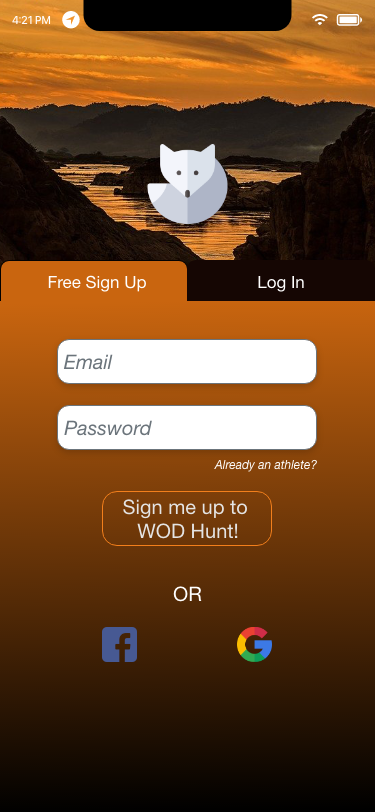 4:21 PM
Free Sign Up
Log In
Email
Password
Already an athlete?
Sign me up to
WOD Hunt!
OR